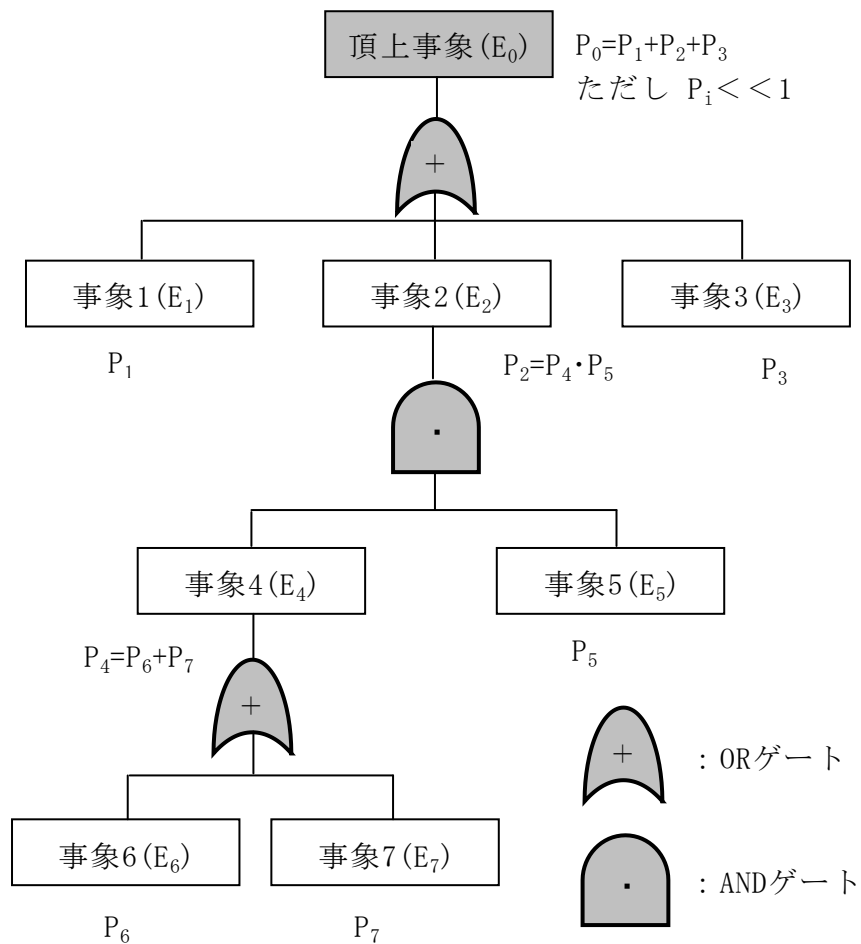 頂上事象(E₀)
P₀=P₁+P₂+P₃
ただし P<sub>i</sub><<1
+
事象1(E₁)
事象2(E₂)
事象3(E₃)
P₁
P₂=P₄・P₅
P₃
・
事象4(E₄)
事象5(E₅)
P₄=P₆+P₇
P₅
+
+
:ORゲート
事象6(E₆)
事象7(E₇)
・
:ANDゲート
P₆
P₇